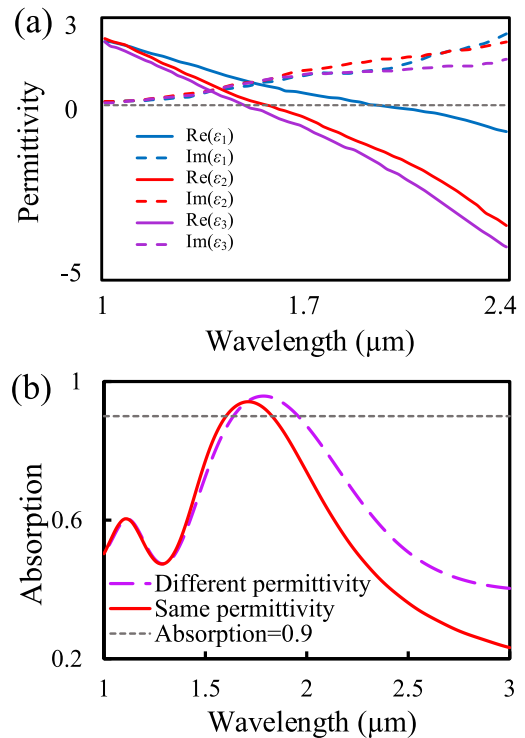 (a)
3
0
-5
Permittivity
Re(ε1)
Im(ε1)
Re(ε2)
Im(ε2)
Re(ε3)
Im(ε3)
1
1.7
2.4
Wavelength (μm)
(b)
1
0.6
0.2
Absorption
Different permittivity
Same permittivity
Absorption=0.9
1
1.5
2
2.5
3
Wavelength (μm)